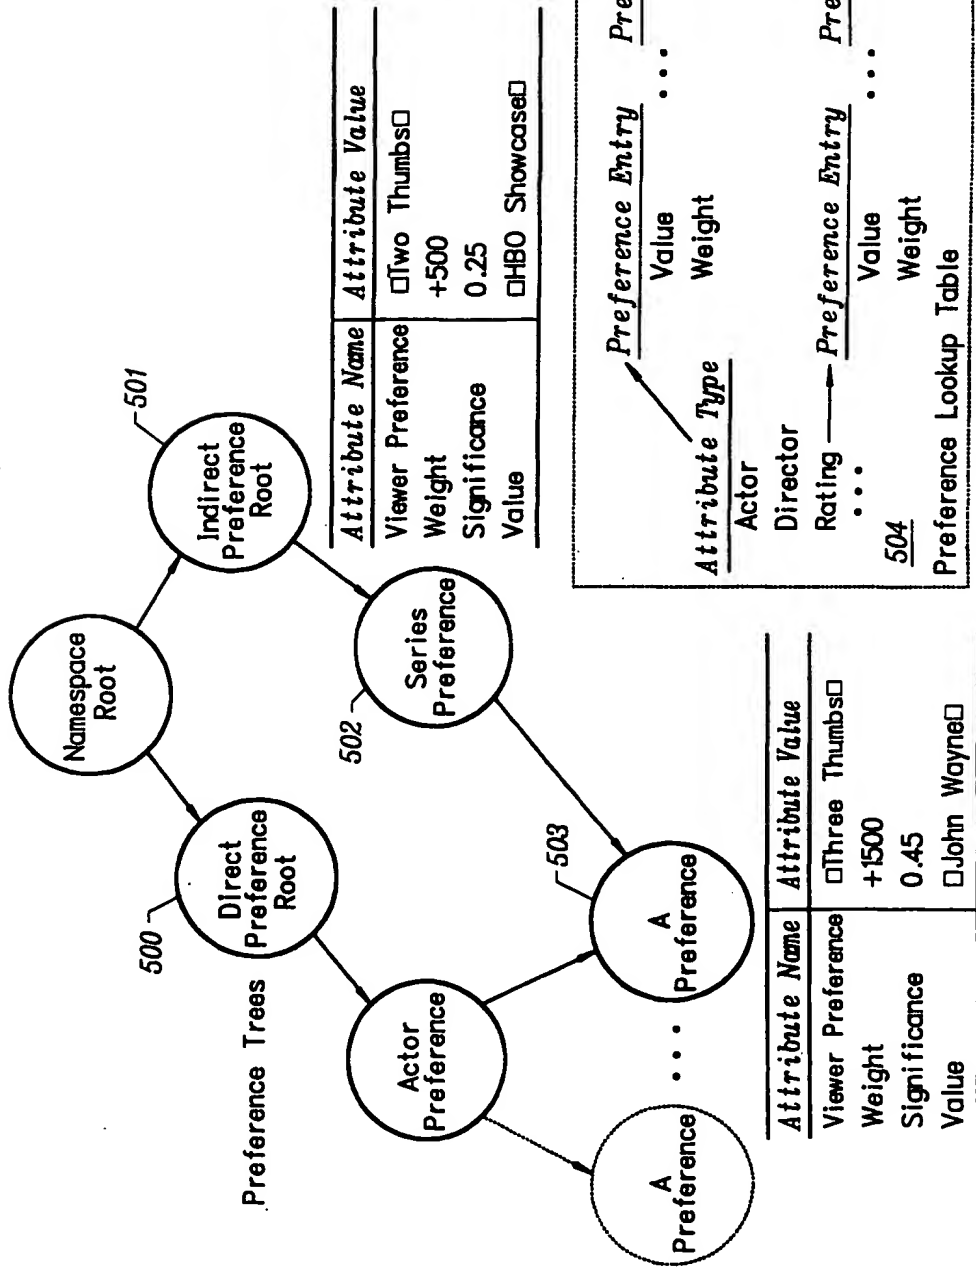 Preference Trees
Namespace
Root
500
Direct
Preference
Root
Indirect
Preference
Root
501
Actor
Preference
502
Series
Preference
A
Preference
• • •
A
Preference
503
Attribute Name Attribute Value
Viewer Preference □Two Thumbs□
Weight +500
Significance 0.25
Value □HBO Showcase□
Attribute Name Attribute Value
Viewer Preference □Three Thumbs□
Weight +1500
Significance 0.45
Value □John Wayne□
Attribute Type
Actor
Director
Rating
• • •
Preference Entry Pre
Value • • •
Weight
Preference Entry Pre
Value • • •
Weight
504
Preference Lookup Table